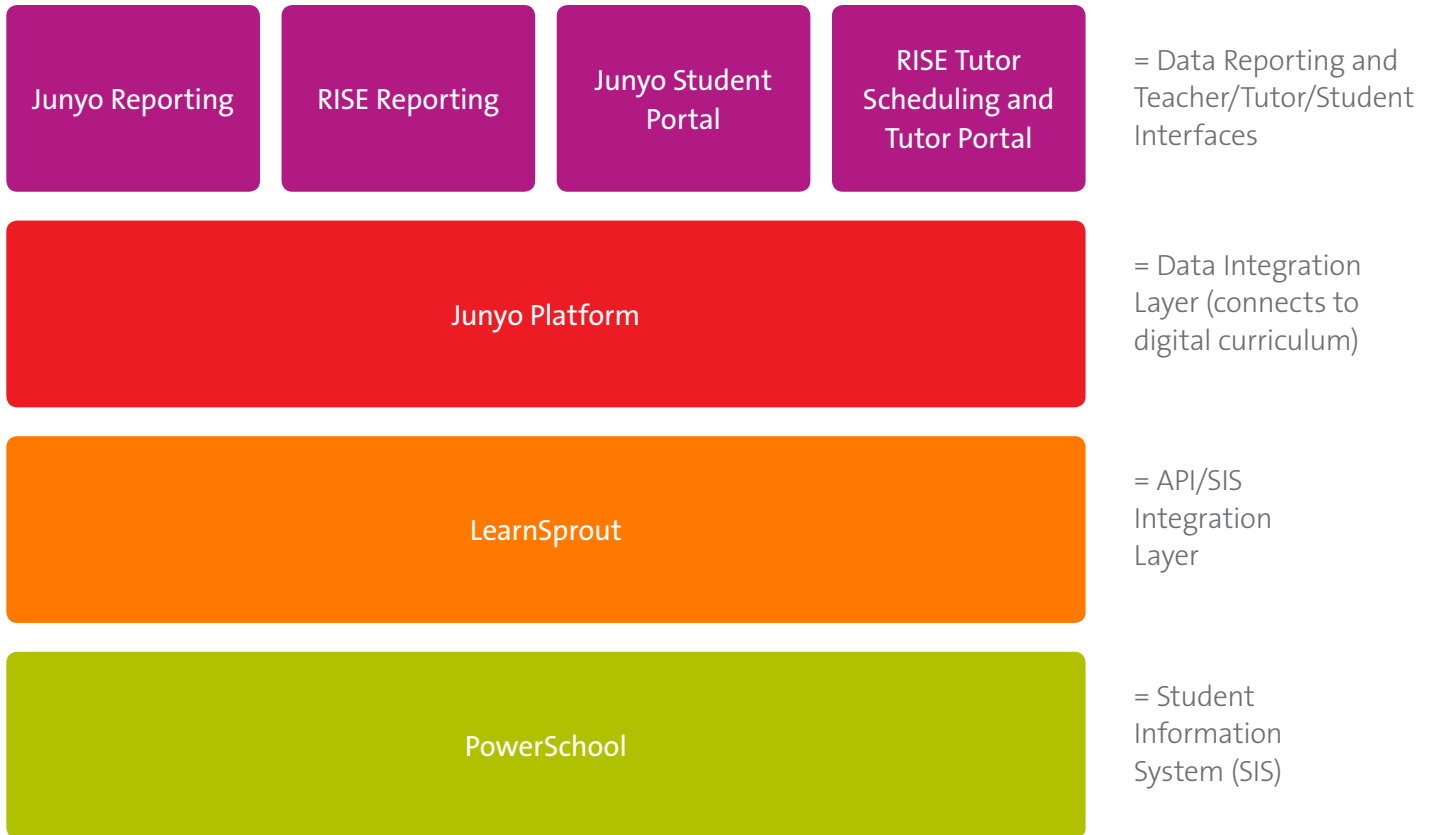 Junyo Reporting
RISE Reporting
Junyo Student
Portal
RISE Tutor
Scheduling and
Tutor Portal
= Data Reporting and
Teacher/Tutor/Student
Interfaces
Junyo Platform
= Data Integration
Layer (connects to
digital curriculum)
LearnSprout
= API/SIS
Integration
Layer
PowerSchool
= Student
Information
System (SIS)